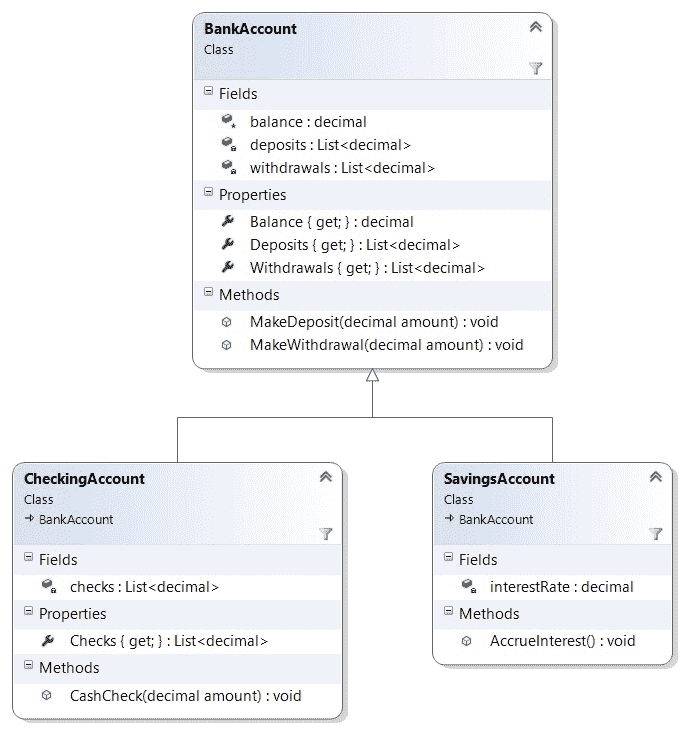 BankAccount
Class
Fields
balance : decimal
deposits : List<decimal>
withdrawals : List<decimal>
Properties
Balance { get; } : decimal
Deposits { get; } : List<decimal>
Withdrawals { get; } : List<decimal>
Methods
MakeDeposit(decimal amount) : void
MakeWithdrawal(decimal amount) : void
CheckingAccount
Class
BankAccount
Fields
checks : List<decimal>
Properties
Checks { get; } : List<decimal>
Methods
CashCheck(decimal amount) : void
SavingsAccount
Class
BankAccount
Fields
interestRate : decimal
Methods
AccrueInterest() : void